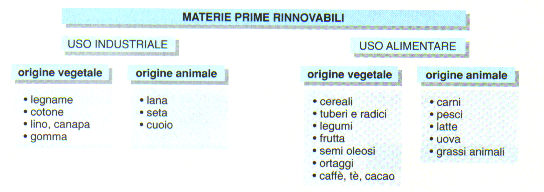 MATERIE PRIME RINNOVABILI
USO INDUSTRIALE
origine vegetale
• legname
• cotone
• lino, canapa
• gomma
origine animale
• lana
• seta
• cuoio
USO ALIMENTARE
origine vegetale
• cereali
• tuberi e radici
• legumi
• frutta
• semi oleosi
• ortaggi
• caffè, tè, cacao
origine animale
• carni
• pesci
• latte
• uova
• grassi animali